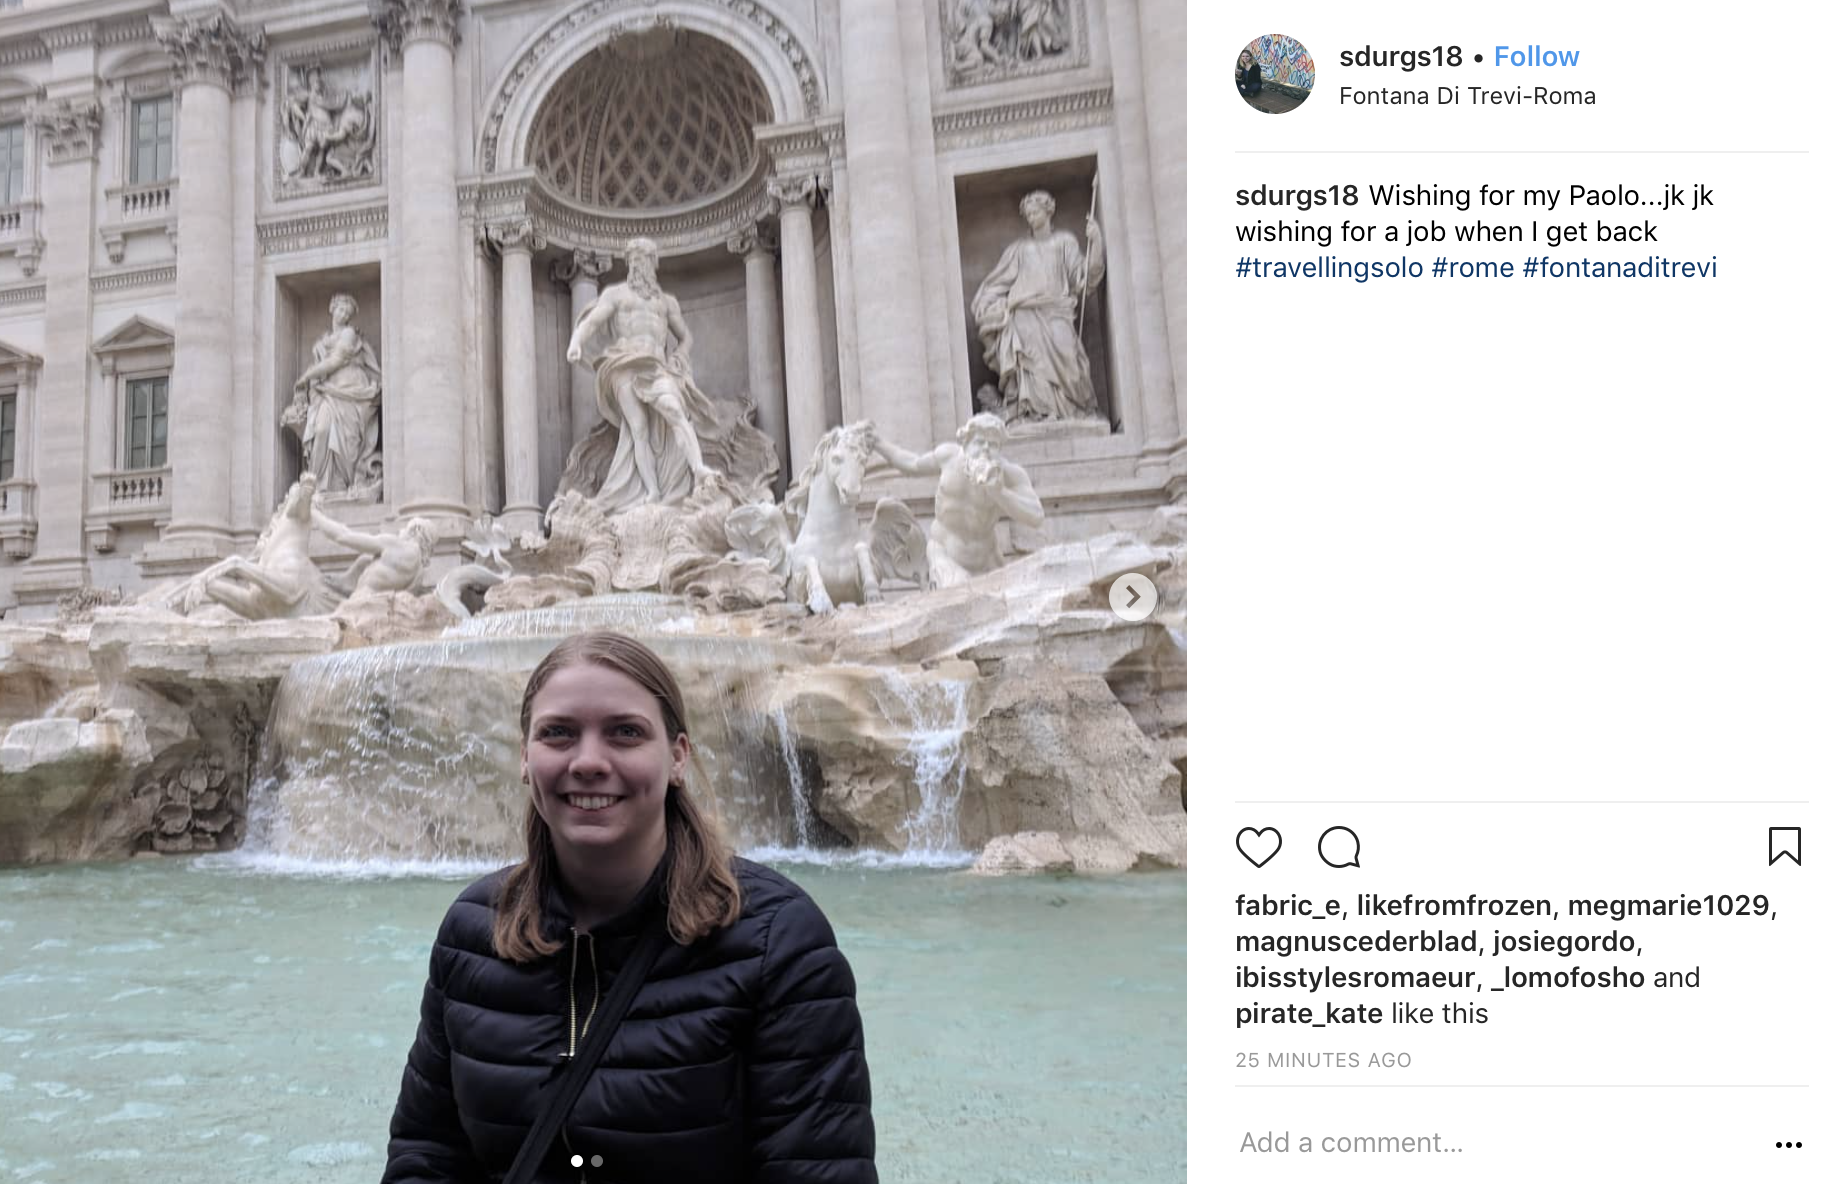 sdurgs18 • Follow
Fontana Di Trevi-Roma
sdurgs18 Wishing for my Paolo...jk jk
wishing for a job when I get back
#travellingsolo #rome #fontanaditrevi
fabric_e, likefromfrozen, megmarie1029,
magnuscederblad, josiegordo,
ibisstylesromaeur, _lomofosho and
pirate_kate like this
25 MINUTES AGO
Add a comment...